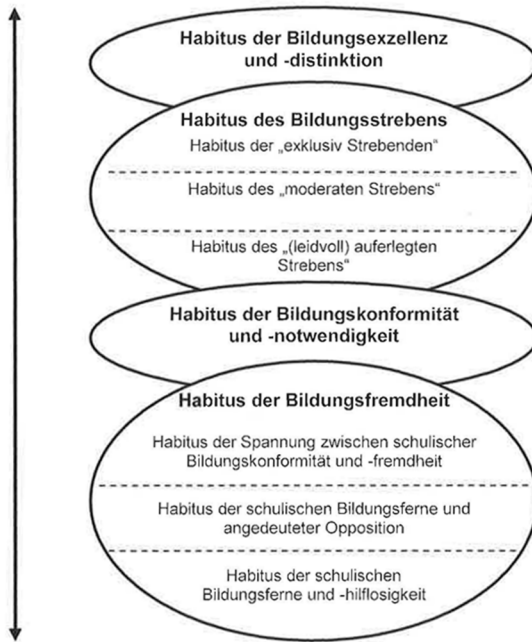 Habitus der Bildungsexzellenz
und -distinktion
Habitus des Bildungsstrebens
Habitus der „exklusiv Strebenden“
Habitus des „moderaten Strebens“
Habitus des „(leidvoll) auferlegten
Strebens“
Habitus der Bildungskonformität
und -notwendigkeit
Habitus der Bildungsfremdheit
Habitus der Spannung zwischen schulischer
Bildungskonformität und -fremdheit
Habitus der schulischen Bildungsferne und
angedeuteter Opposition
Habitus der schulischen
Bildungsferne und -hilflosigkeit